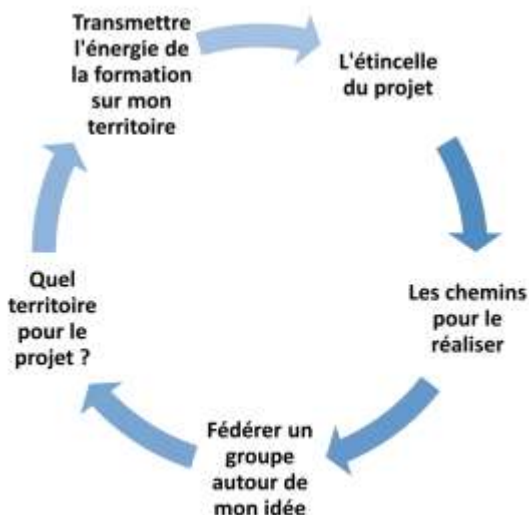 Transmettre
l'énergie de
la formation
sur mon
territoire
L'étincelle
du projet
Les chemins
pour le
réaliser
Fédérer un
groupe
autour de
mon idée
Quel
territoire
pour le
projet ?